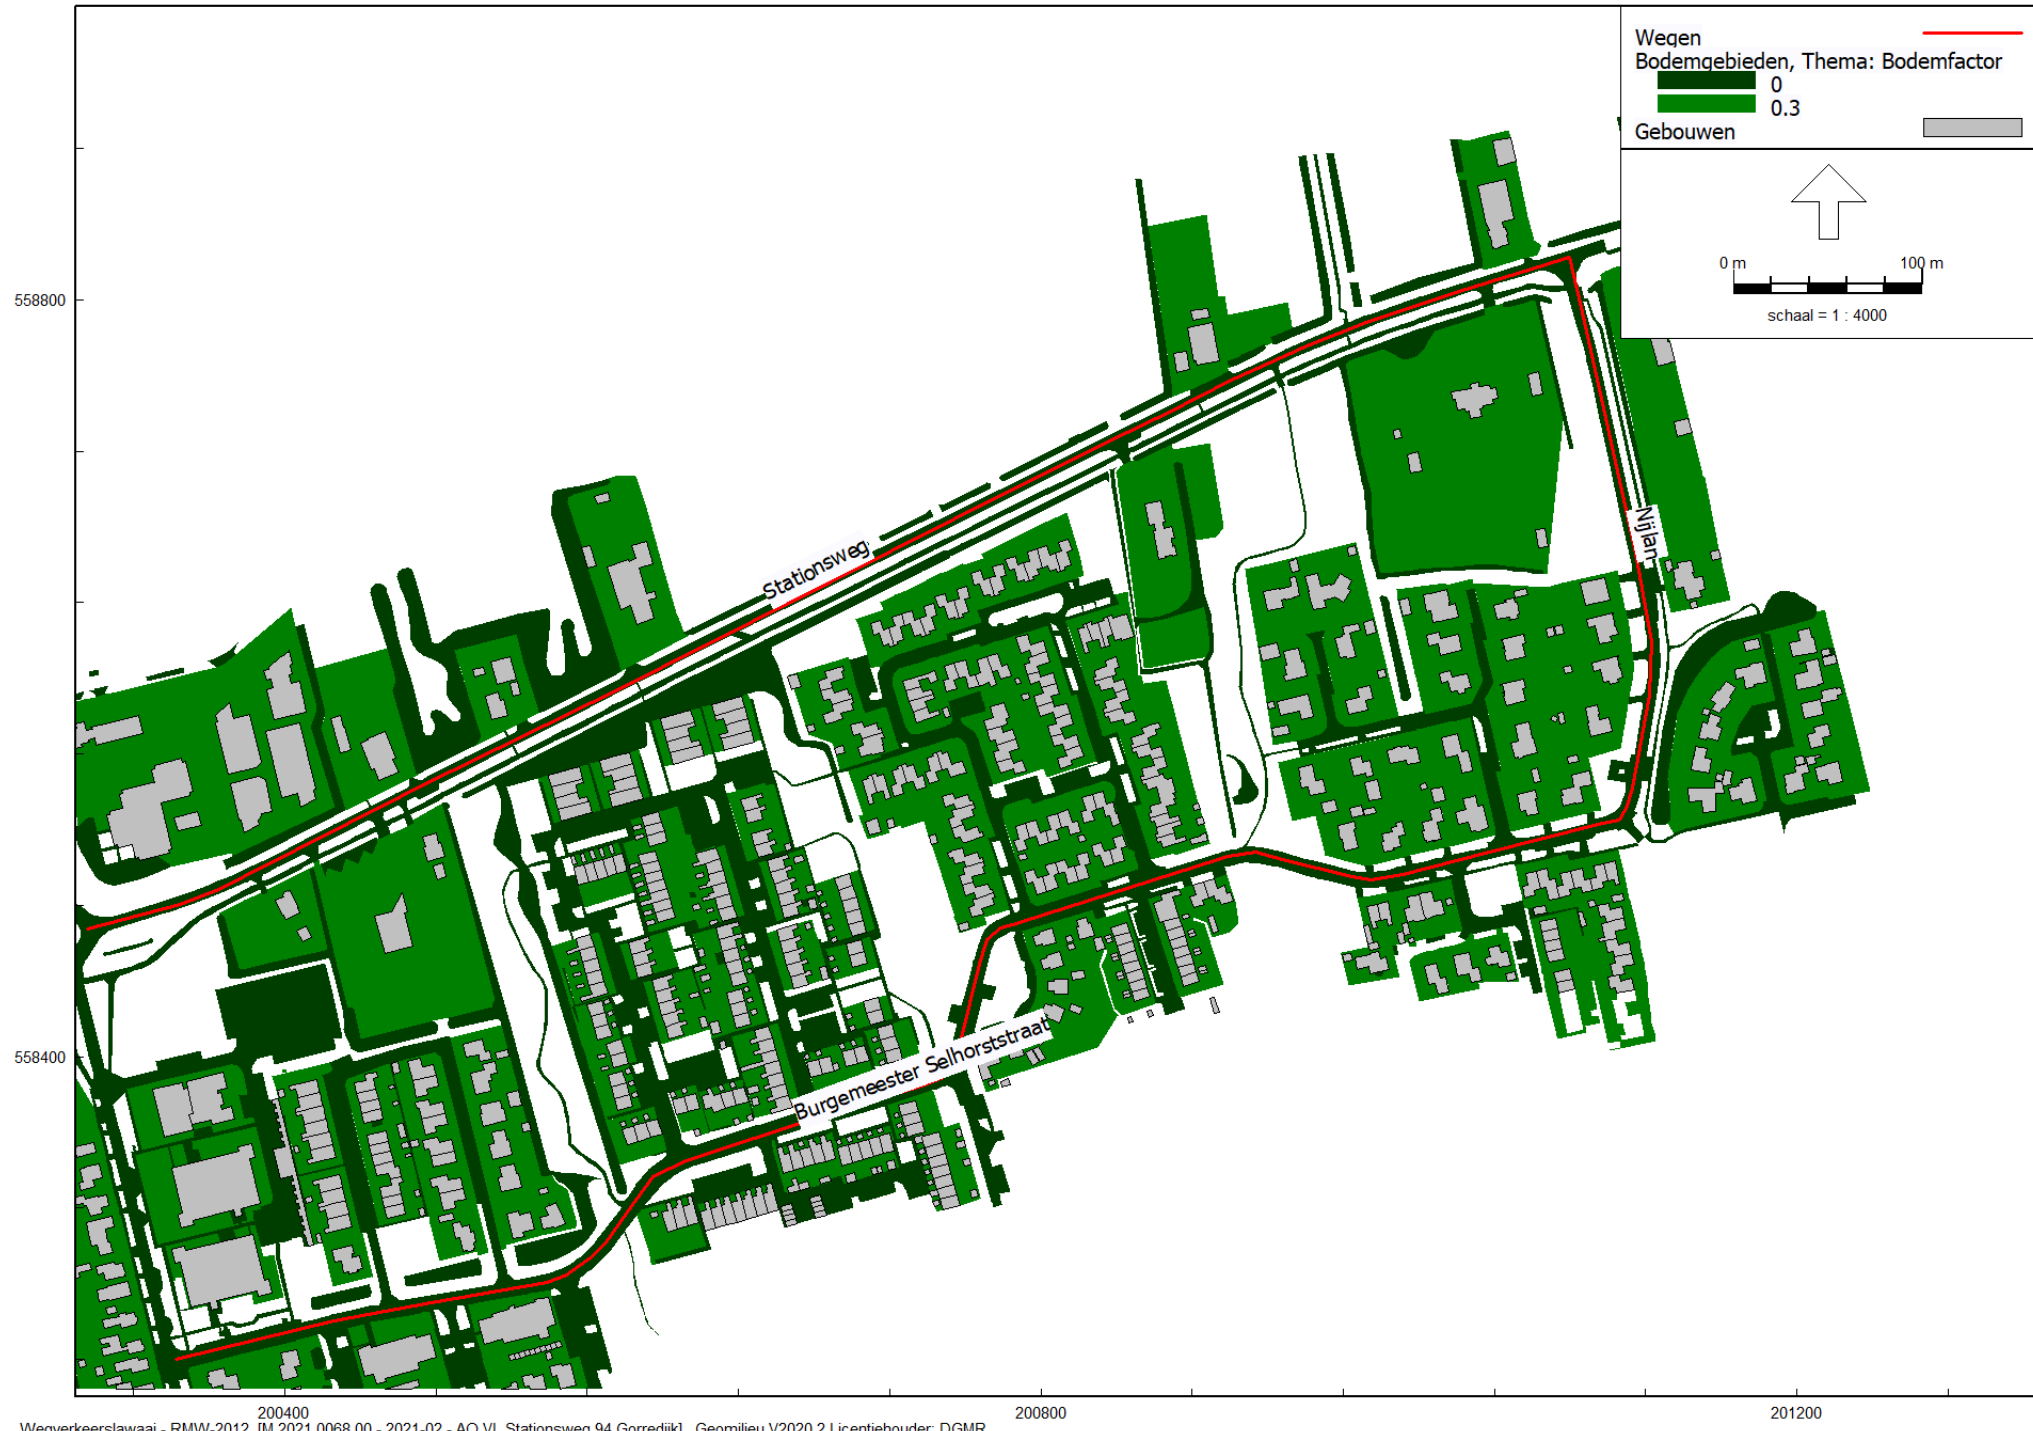 Wegen
Bodemgebieden, Thema: Bodemfactor
0
0.3
Gebouwen
0 m 100 m
schaal = 1 : 4000
558800
Stationsweg
Nijlan
558400
Burgemeester Selhorststraat
200400 200800 201200
Wegverkeerslawaai - RMW-2012, [M.2021.0068.00 - 2021-02 - AO VL Stationsweg 94 Gorredijk] , Geomilieu V2020.2 Licentiehouder: DGMR